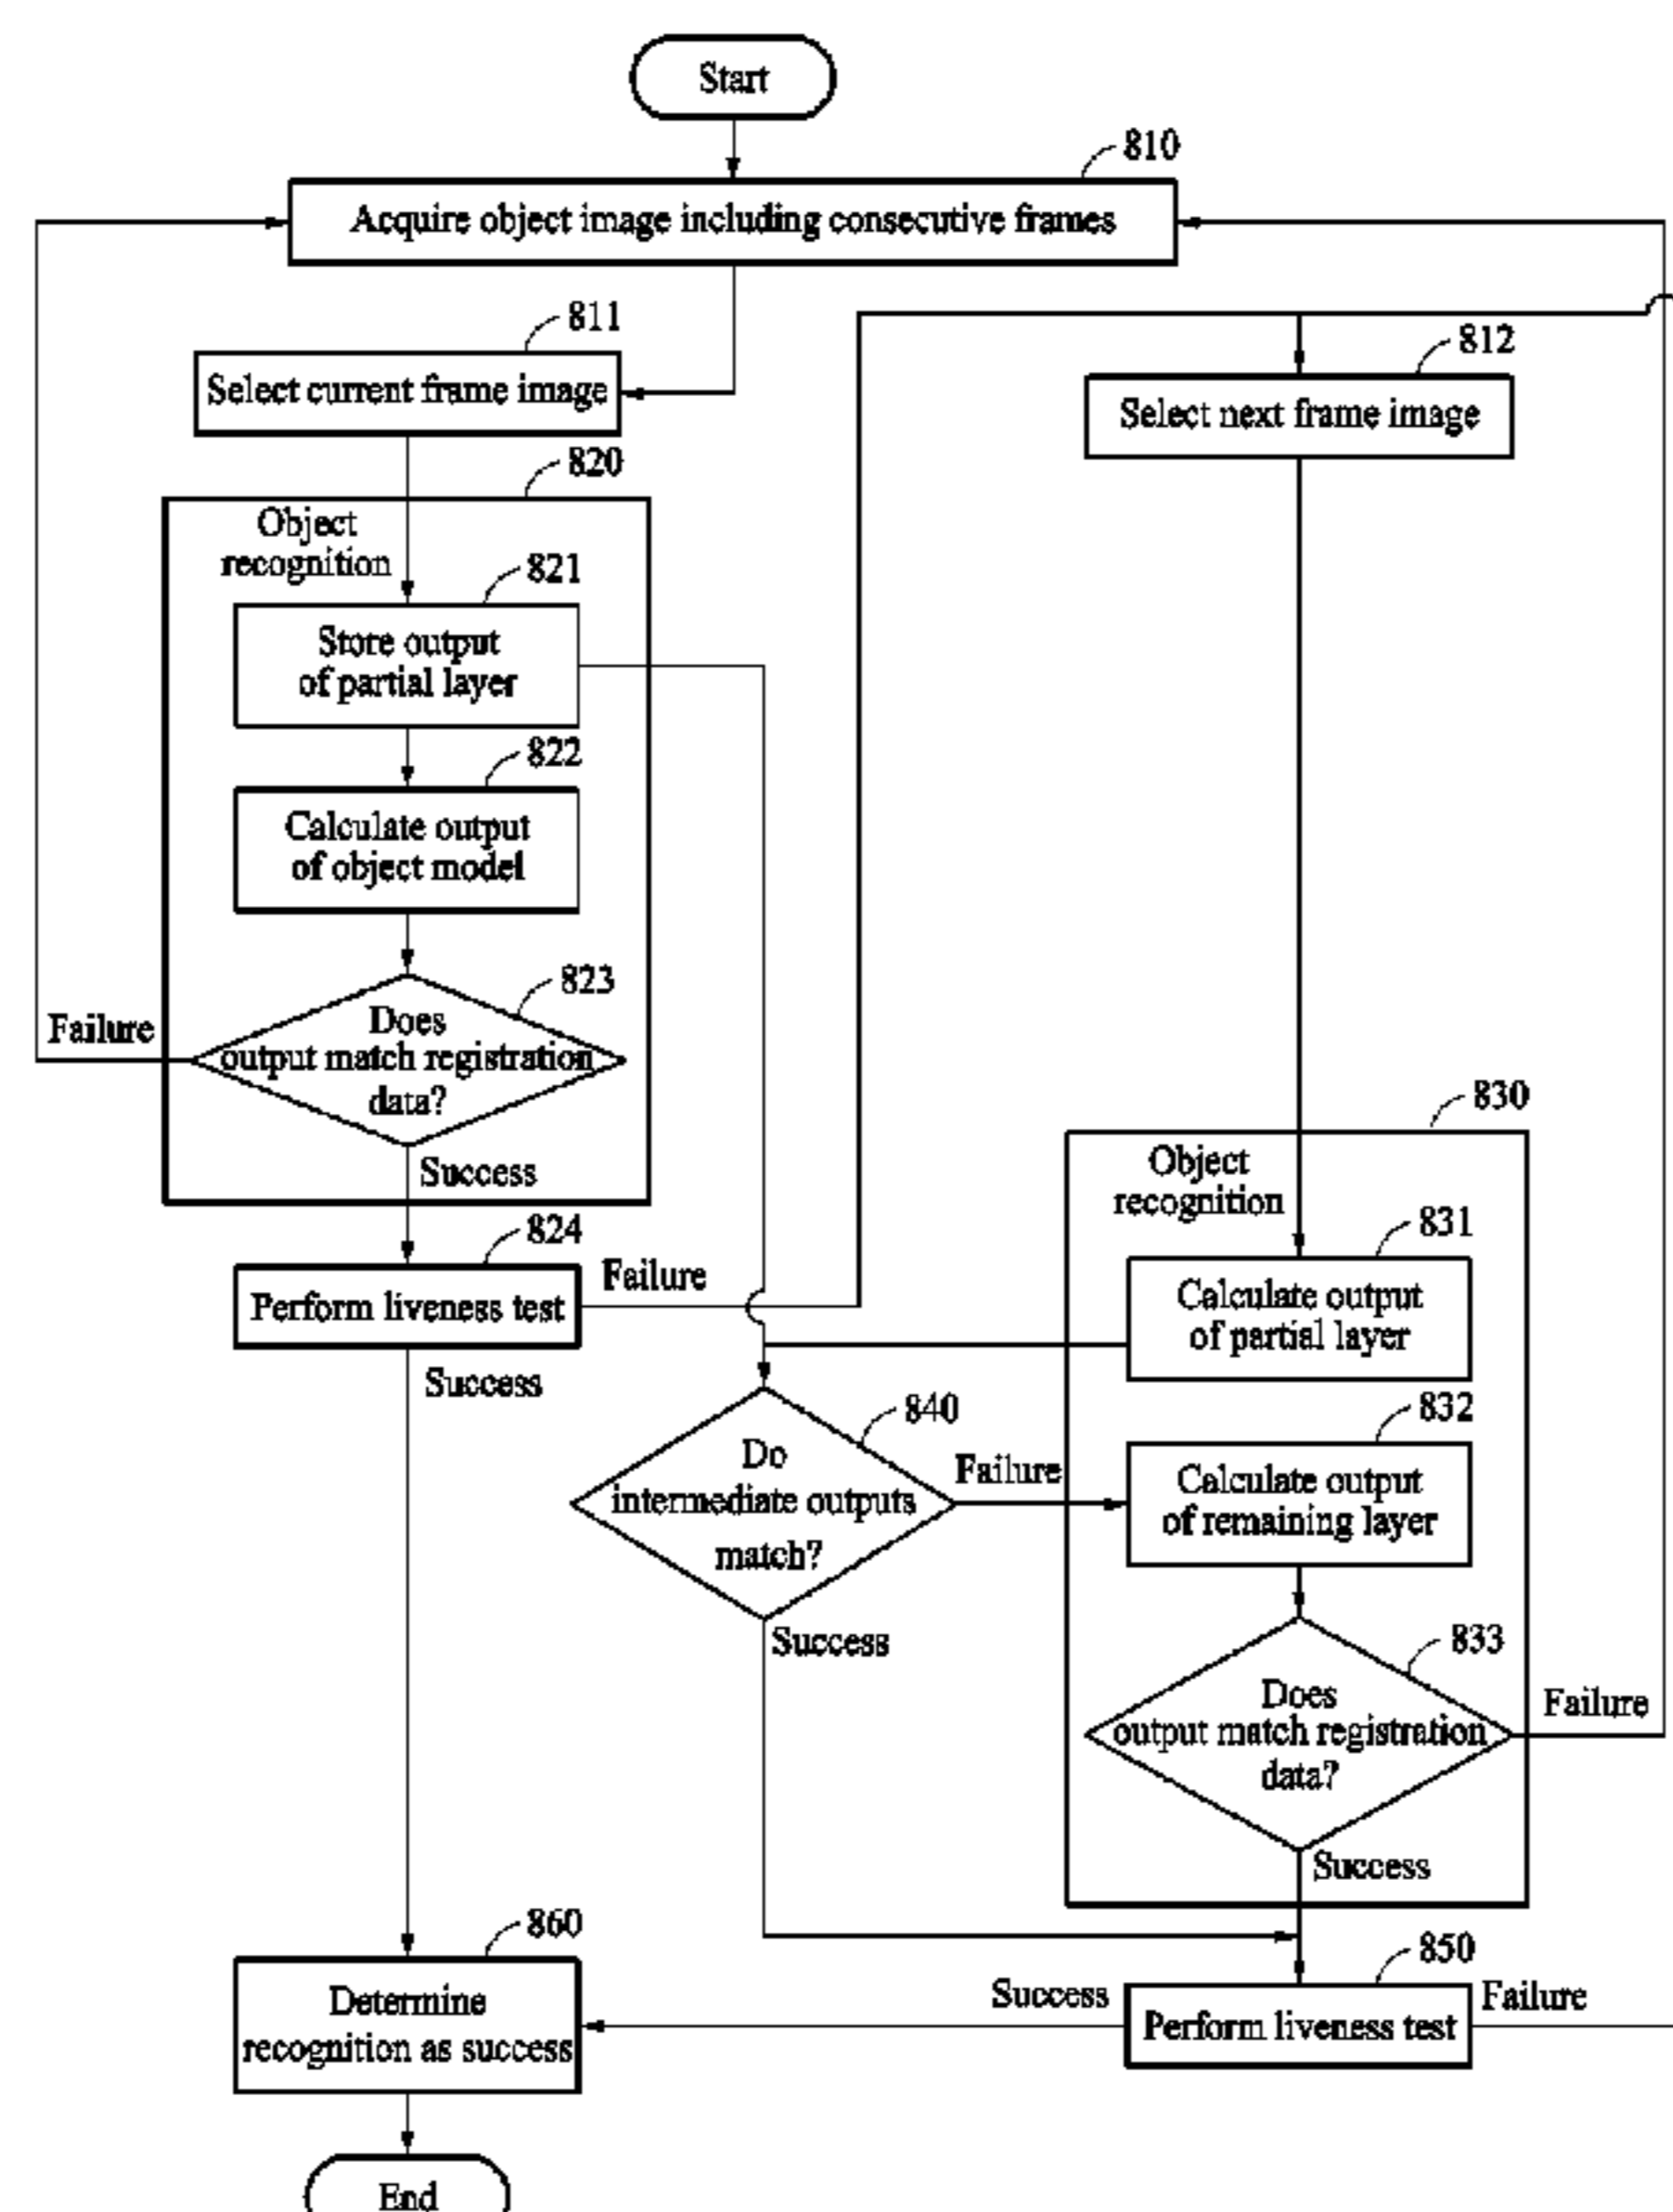 Start
810
Acquire object image including consecutive frames
811
Select current frame image
812
Select next frame image
820
Object
recognition
821
Store output
of partial layer
822
Calculate output
of object model
823
Does
output match registration
data?
Failure
Success
824
Perform liveness test
Failure
Success
830
Object
recognition
831
Calculate output
of partial layer
840
Do
intermediate outputs
match?
Failure
Success
832
Calculate output
of remaining layer
833
Does
output match registration
data?
Failure
Success
850
Perform liveness test
Success
Failure
860
Determine
recognition as success
End